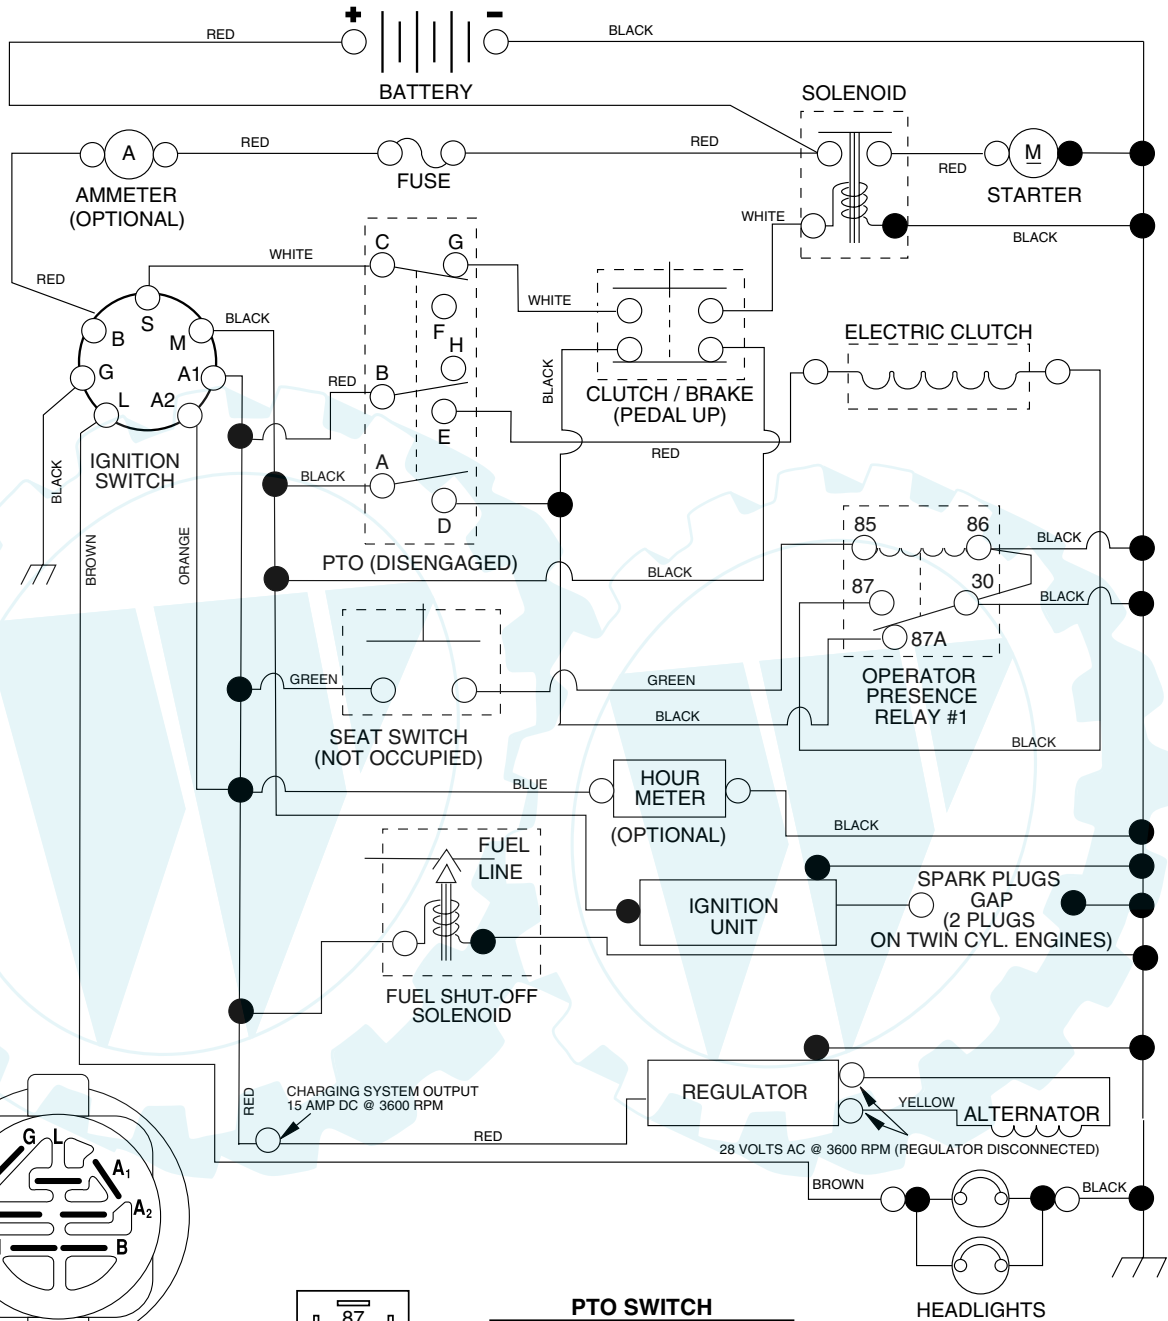 + -
RED
BLACK
BATTERY
SOLENOID
A
RED
RED
RED
M
AMMETER
(OPTIONAL)
FUSE
STARTER
WHITE
BLACK
C G
WHITE
RED
WHITE
F
S
B
M
BLACK
H
ELECTRIC CLUTCH
G
A1
RED
B
BLACK
CLUTCH / BRAKE
(PEDAL UP)
L A2
E
RED
IGNITION
SWITCH
A
BLACK
BLACK
D
85 86
BLACK
BROWN
ORANGE
PTO (DISENGAGED)
BLACK
87 30
BLACK
87A
GREEN
GREEN
OPERATOR
PRESENCE
RELAY #1
BLACK
SEAT SWITCH
(NOT OCCUPIED)
BLACK
BLUE
HOUR
METER
(OPTIONAL)
BLACK
FUEL
LINE
IGNITION
UNIT
SPARK PLUGS
GAP
(2 PLUGS
ON TWIN CYL. ENGINES)
FUEL SHUT-OFF
SOLENOID
RED
CHARGING SYSTEM OUTPUT
15 AMP DC @ 3600 RPM
REGULATOR
YELLOW
ALTERNATOR
RED
28 VOLTS AC @ 3600 RPM (REGULATOR DISCONNECTED)
G L
A1
A2
B
BROWN
BLACK
HEADLIGHTS
87
PTO SWITCH